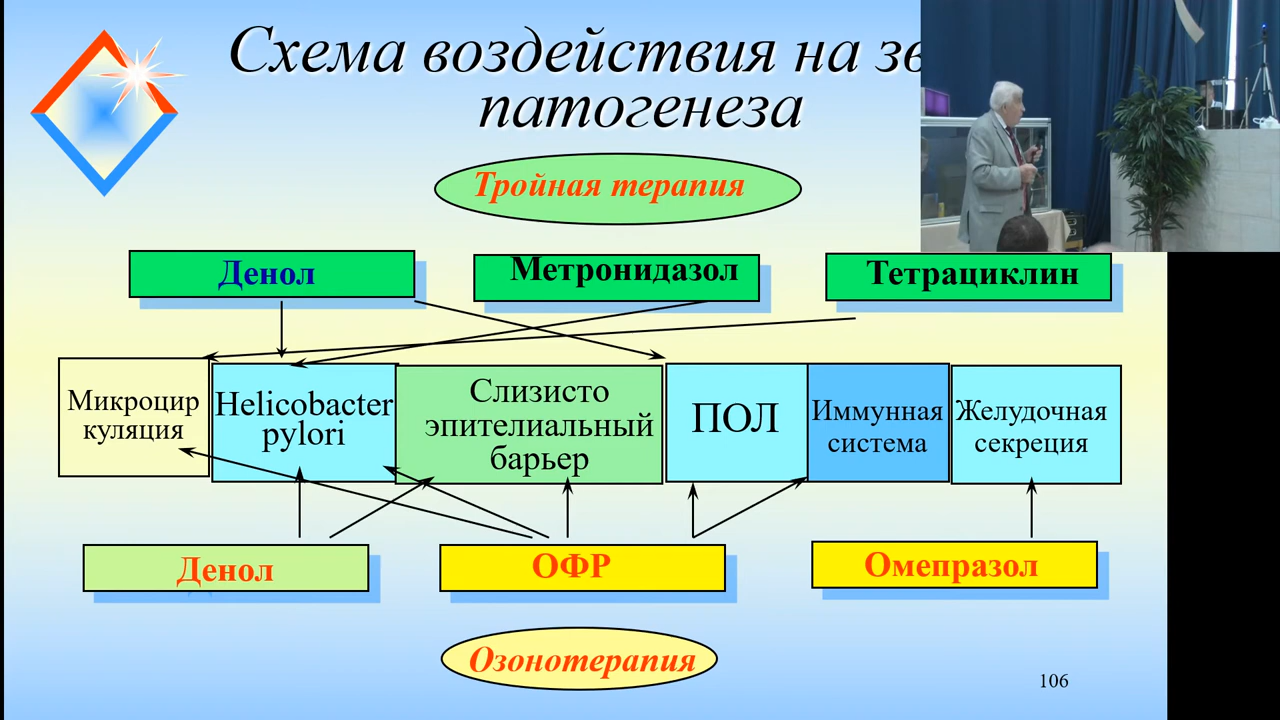 Схема воздействия на
патогенеза
Тройная терапия
Денол
Метронидазол
Тетрациклин
Микроцир
куляция
Helicobacter
pylori
Слизисто
эпителиальный
барьер
ПОЛ
Иммунная
система
Желудочная
секреция
Денол
ОФР
Омепразол
Озонотерапия
106